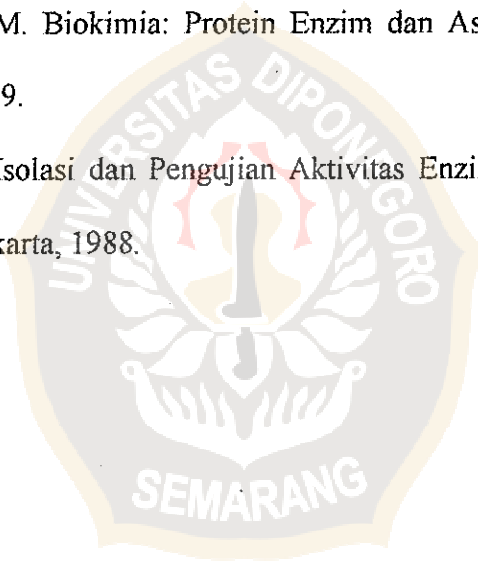 M. Biokimia: Protein Enzim dan As
9.
Isolasi dan Pengujian Aktivitas Enzi
karta, 1988.
UNIVERSITAS DIPONEGORO
SEMARANG